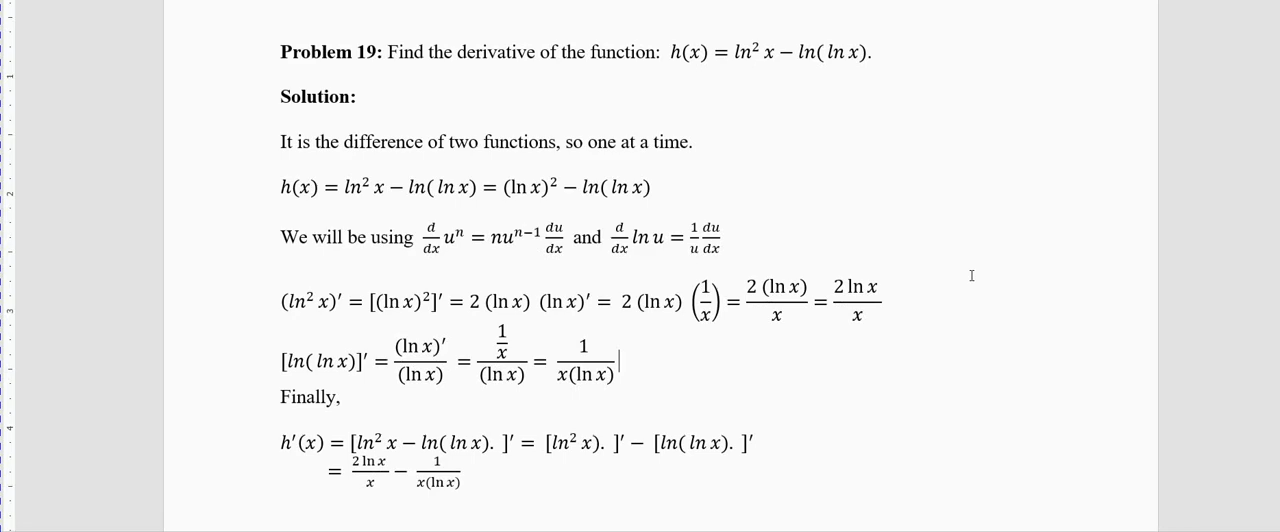 Problem 19: Find the derivative of the function: h(x) = ln² x − ln( ln x).
Solution:
It is the difference of two functions, so one at a time.
h(x) = ln² x − ln( ln x) = (ln x)² − ln( ln x)
We will be using d/dx uⁿ = nuⁿ⁻¹ du/dx and d/dx ln u = 1/u du/dx
(ln² x)′ = [(ln x)²]′ = 2 (ln x) (ln x)′ = 2 (ln x) (1/x) = 2 (ln x)/x = 2 ln x/x
[ln( ln x)]′ = (ln x)′/(ln x) = (1/x)/(ln x) = 1/x(ln x)
Finally,
h′(x) = [ln² x − ln( ln x). ]′ = [ln² x). ]′ − [ln( ln x). ]′
= 2 ln x/x − 1/x(ln x)
1
2
3
4